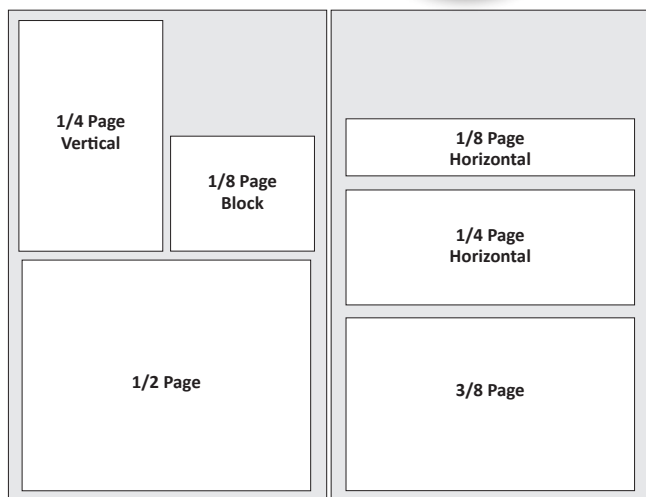 1/4 Page
Vertical
1/8 Page
Block
1/2 Page
1/8 Page
Horizontal
1/4 Page
Horizontal
3/8 Page